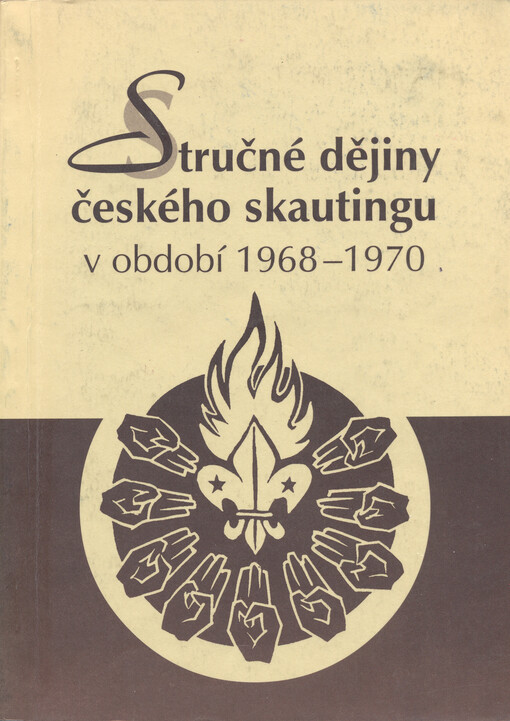 Stručné dějiny
českého skautingu
v období 1968–1970